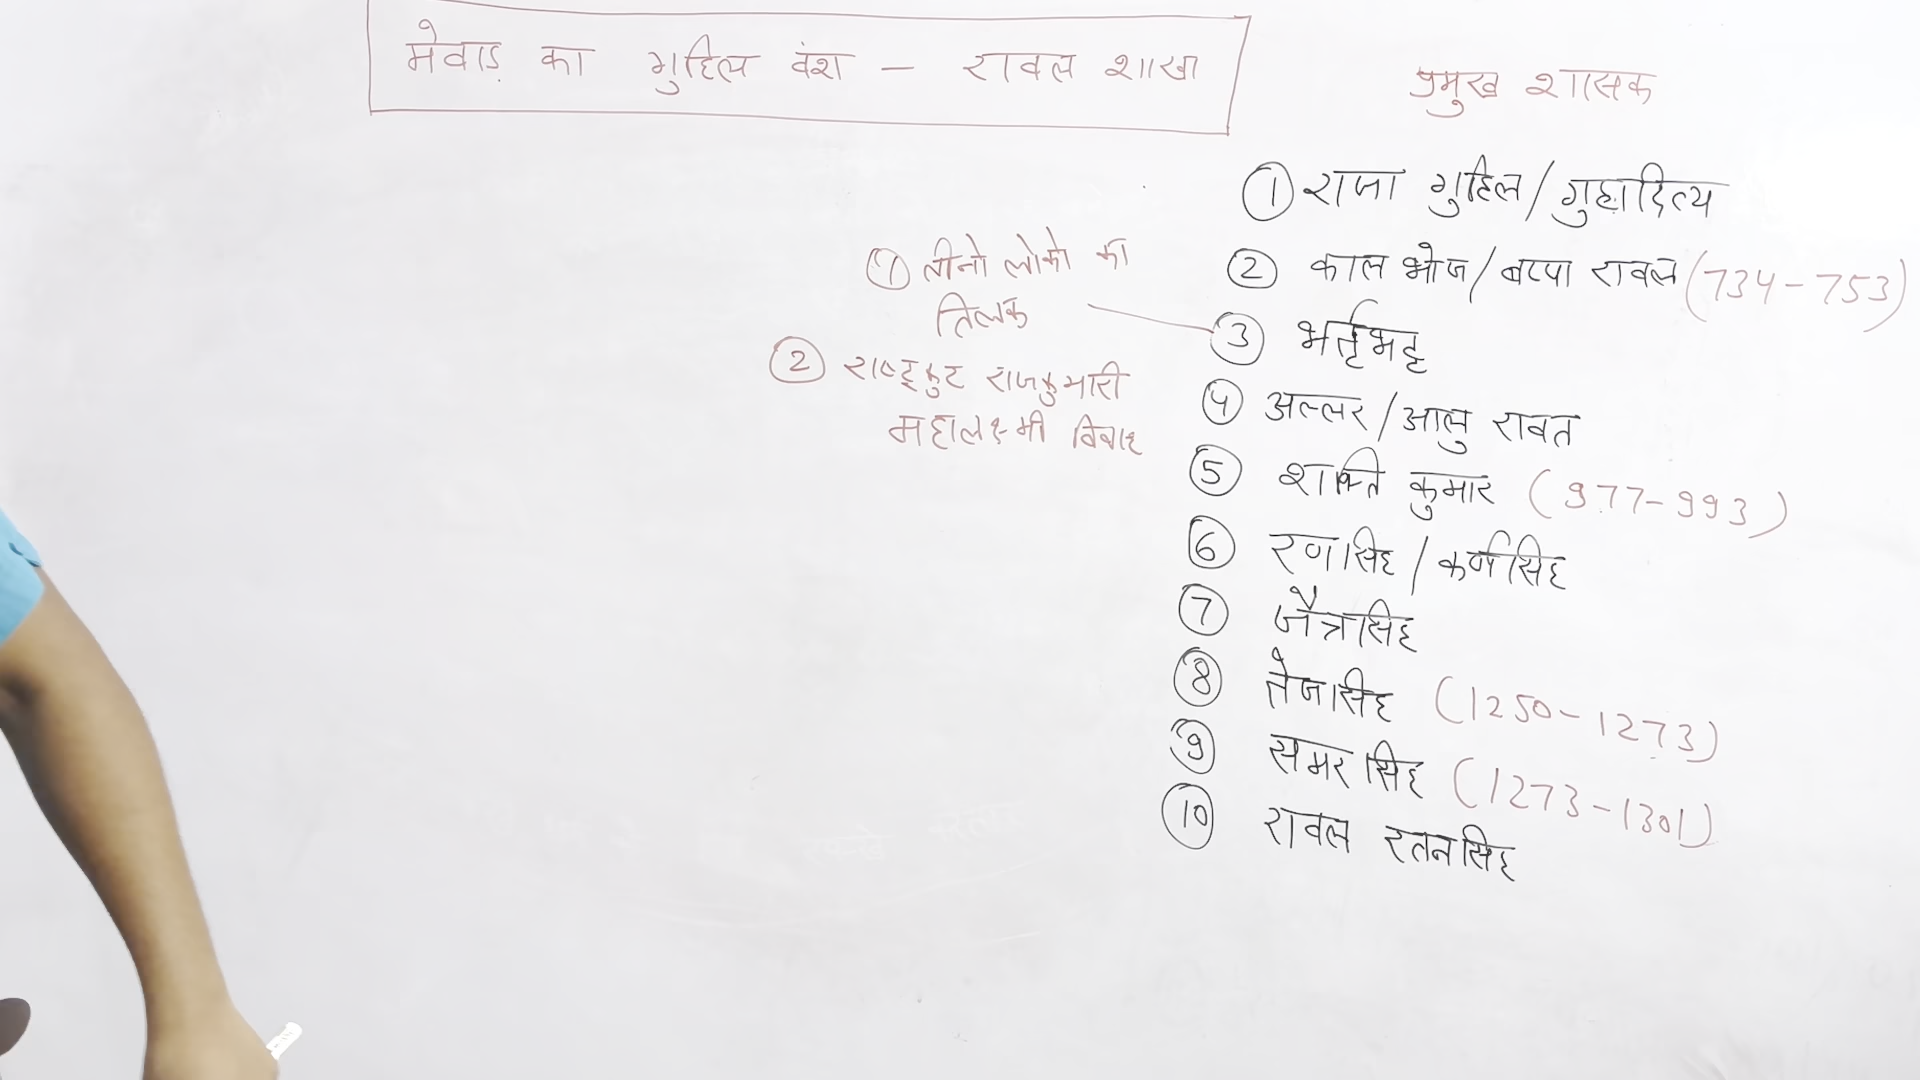 मेवाड़ का गुहिल वंश – रावल शाखा
प्रमुख शासक
① राजा गुहिल/गुहादित्य
② काल भोज/बप्पा रावल (734-753)
③ भर्तृभट्ट
④ अल्लट/आलु रावत
⑤ शक्ति कुमार (977-993)
⑥ रणसिंह/कर्णसिंह
⑦ जैत्रसिंह
⑧ तेजसिंह (1250-1273)
⑨ समरसिंह (1273-1301)
⑩ रावल रतनसिंह
① तीनो लोको का
तिलक
② राष्ट्रकुट राजकुमारी
महालक्ष्मी विवाह